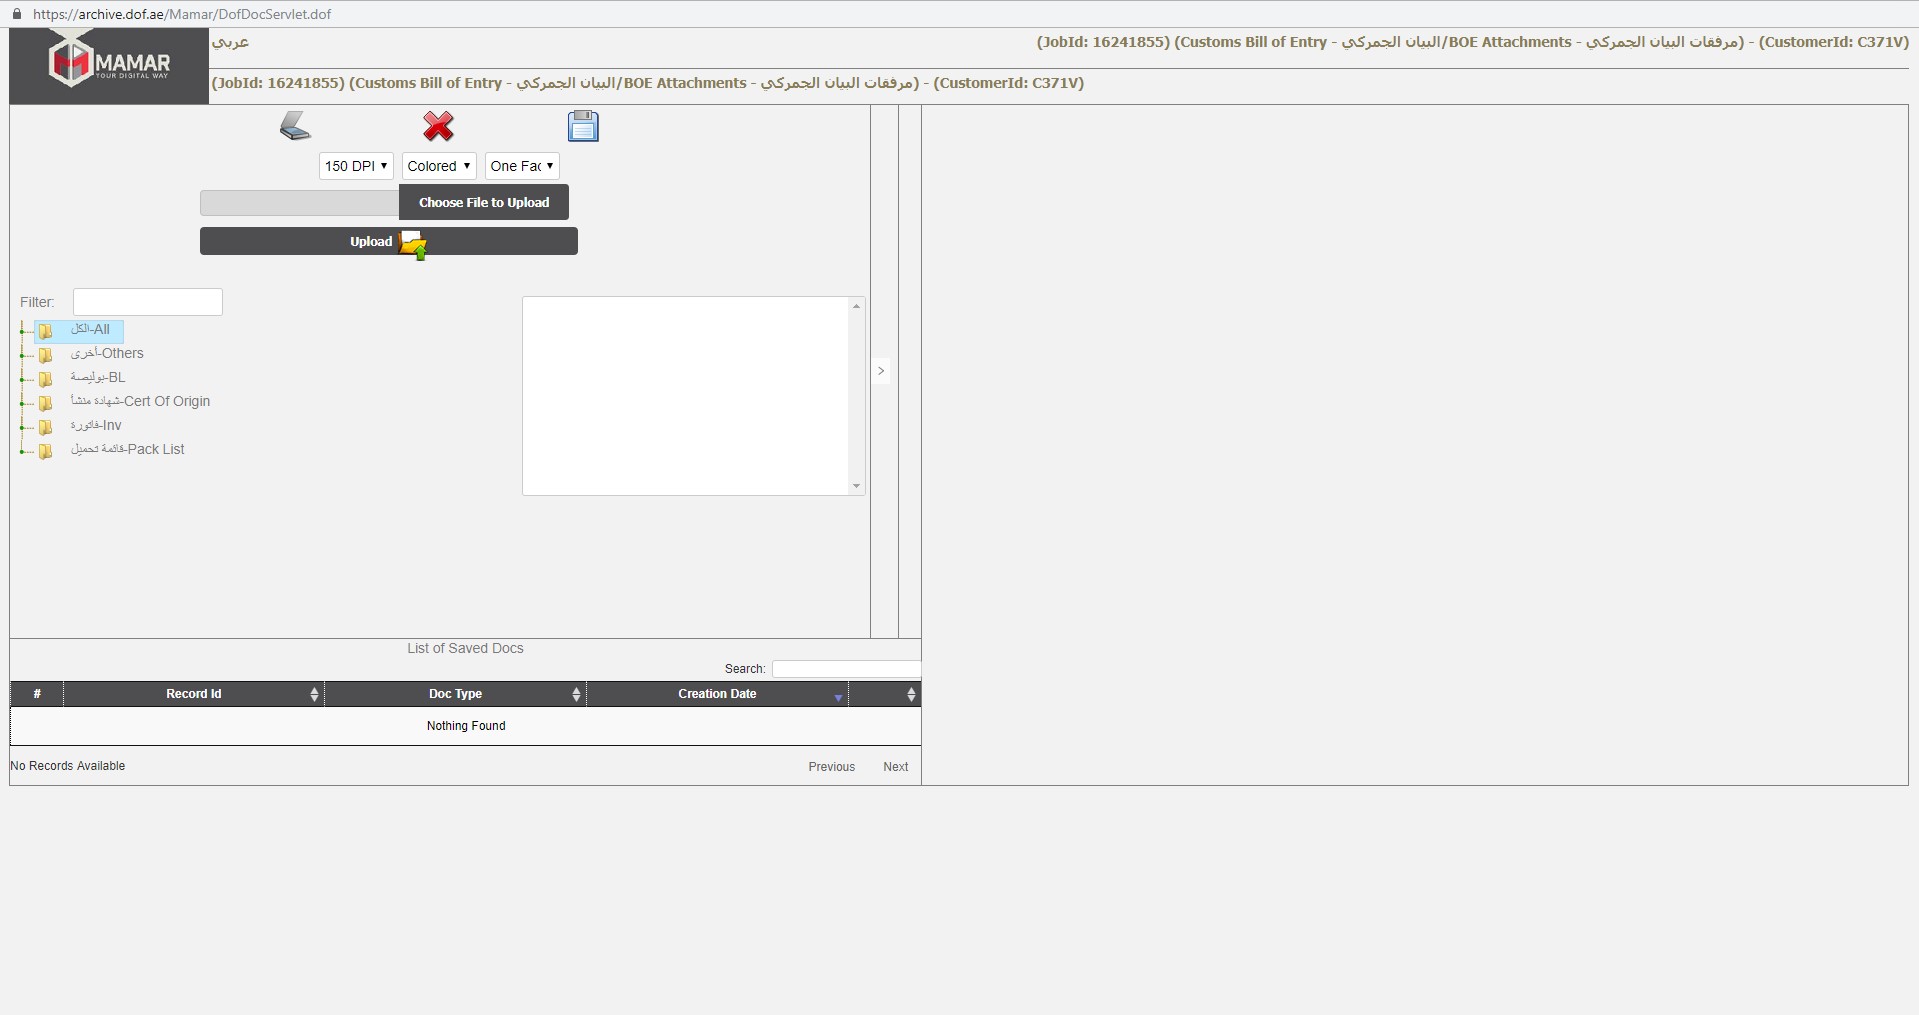 https://archive.dof.ae/Mamar/DofDocServlet.dof
MAMAR
YOUR DIGITAL WAY
عربي
(JobId: 16241855) (Customs Bill of Entry - البيان الجمركي/BOE Attachments - مرفقات البيان الجمركي) - (CustomerId: C371V)
(JobId: 16241855) (Customs Bill of Entry - البيان الجمركي/BOE Attachments - مرفقات البيان الجمركي) - (CustomerId: C371V)
150 DPI Colored One Fac
Choose File to Upload
Upload
Filter:
الكل-All
أخرى-Others
بوليصة-BL
شهادة منشأ-Cert Of Origin
فاتورة-Inv
قائمة تحميل-Pack List
>
List of Saved Docs
Search:
# Record Id Doc Type Creation Date
Nothing Found
No Records Available Previous Next